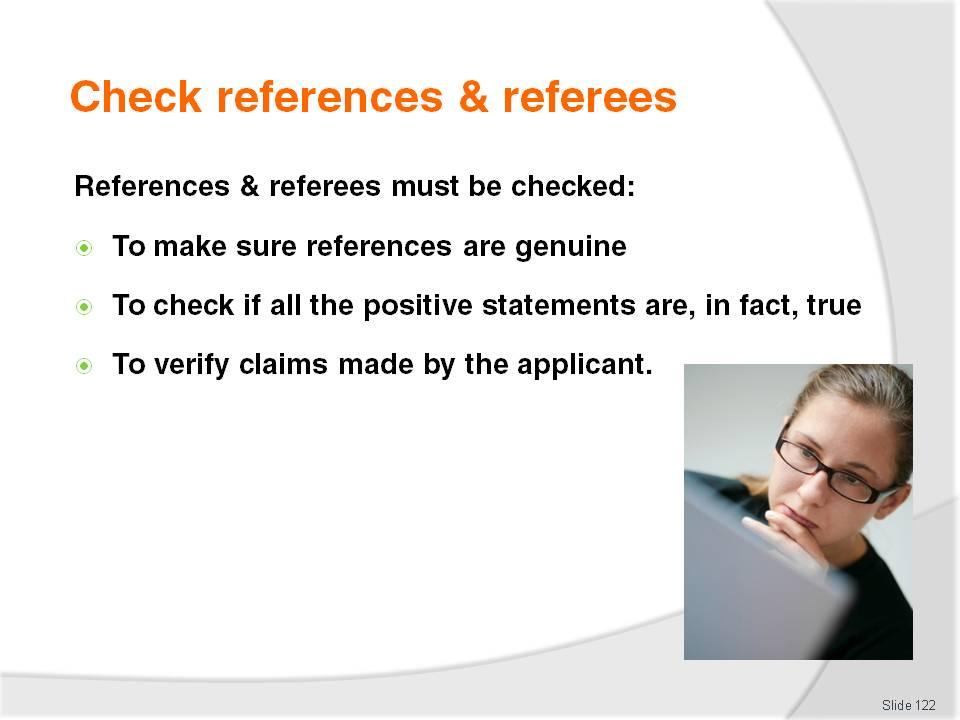 Check references & referees
References & referees must be checked:
To make sure references are genuine
To check if all the positive statements are, in fact, true
To verify claims made by the applicant.
Slide 122